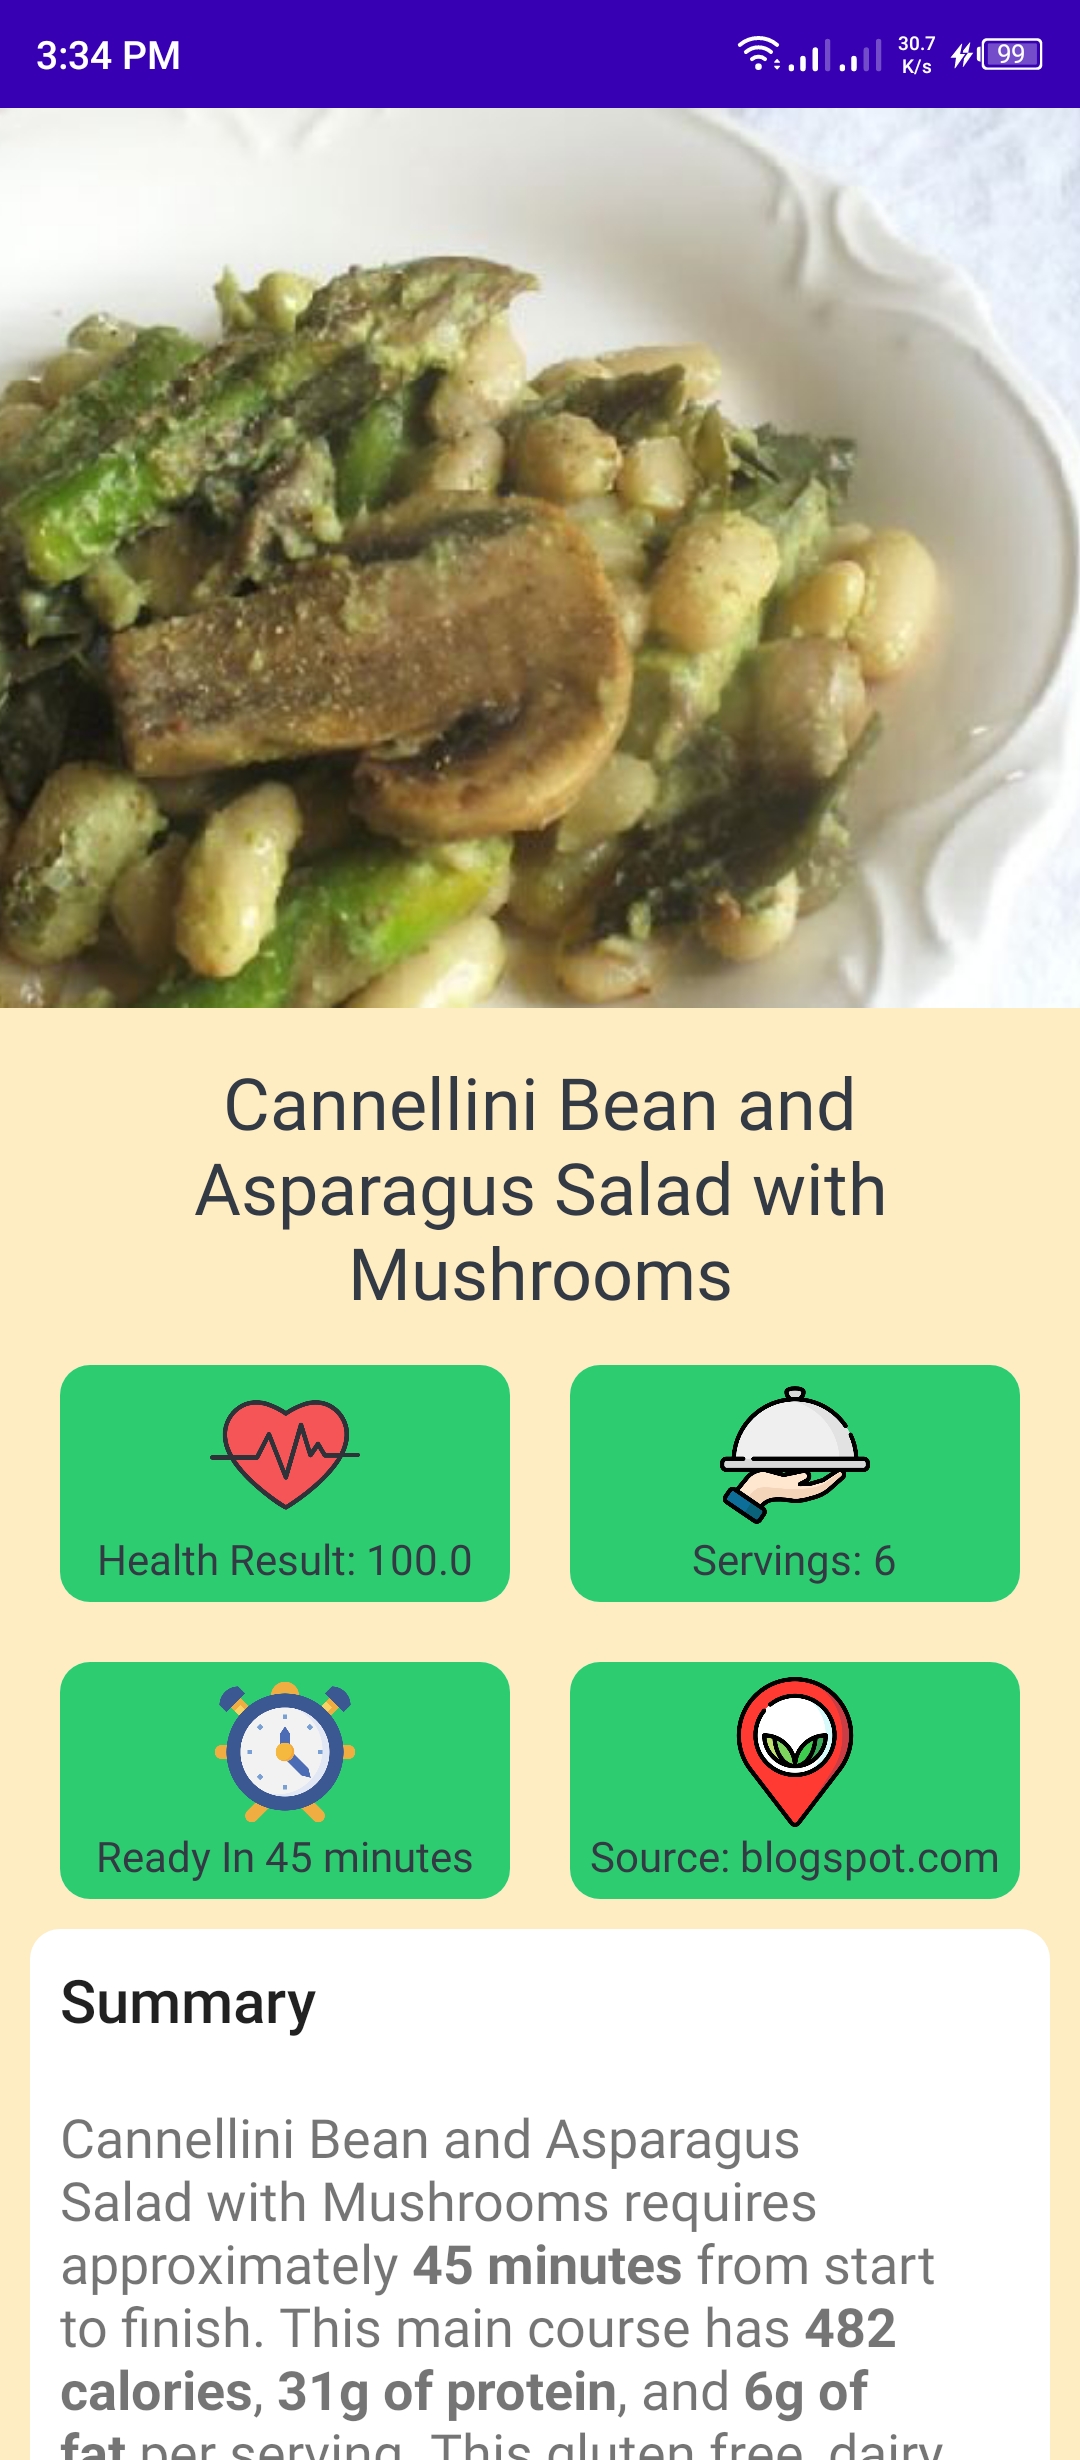 3:34 PM
30.7
K/s
99
Cannellini Bean and
Asparagus Salad with
Mushrooms
Health Result: 100.0
Servings: 6
Ready In 45 minutes
Source: blogspot.com
Summary
Cannellini Bean and Asparagus
Salad with Mushrooms requires
approximately 45 minutes from start
to finish. This main course has 482
calories, 31g of protein, and 6g of
fat per serving. This gluten free, dairy